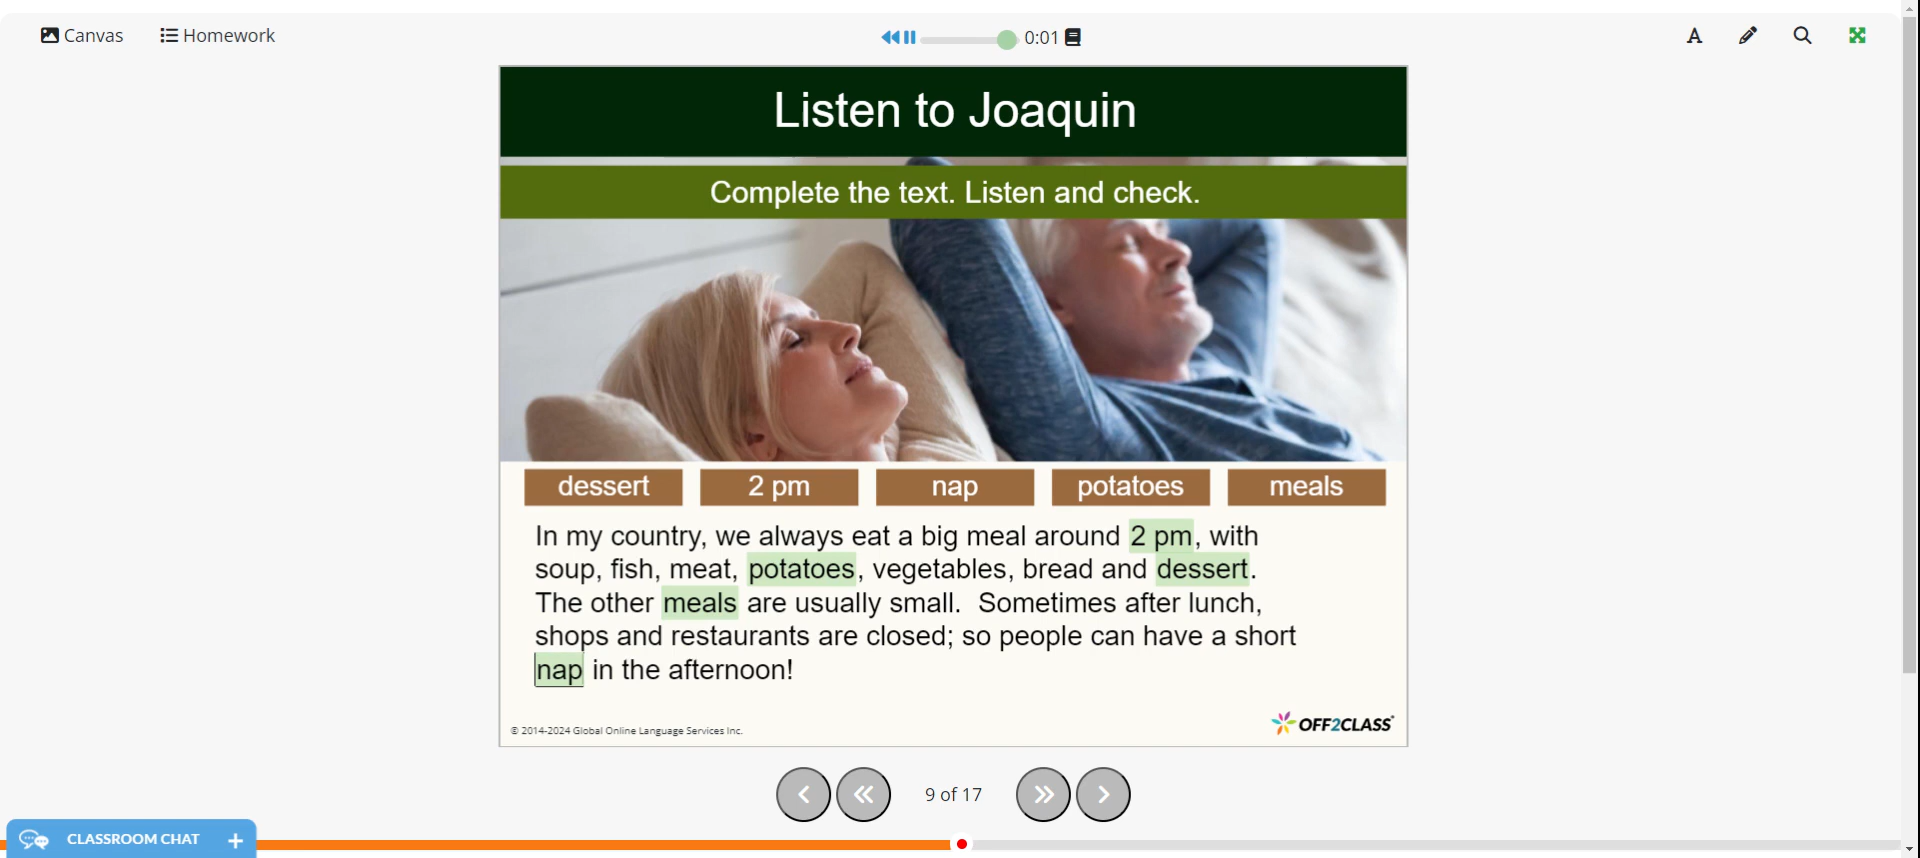 Canvas Homework 0:01 A
Listen to Joaquin
Complete the text. Listen and check.
dessert 2 pm nap potatoes meals
In my country, we always eat a big meal around 2 pm, with
soup, fish, meat, potatoes, vegetables, bread and dessert.
The other meals are usually small.  Sometimes after lunch,
shops and restaurants are closed; so people can have a short
nap in the afternoon!
© 2014-2024 Global Online Language Services Inc. OFF2CLASS
9 of 17
CLASSROOM CHAT +